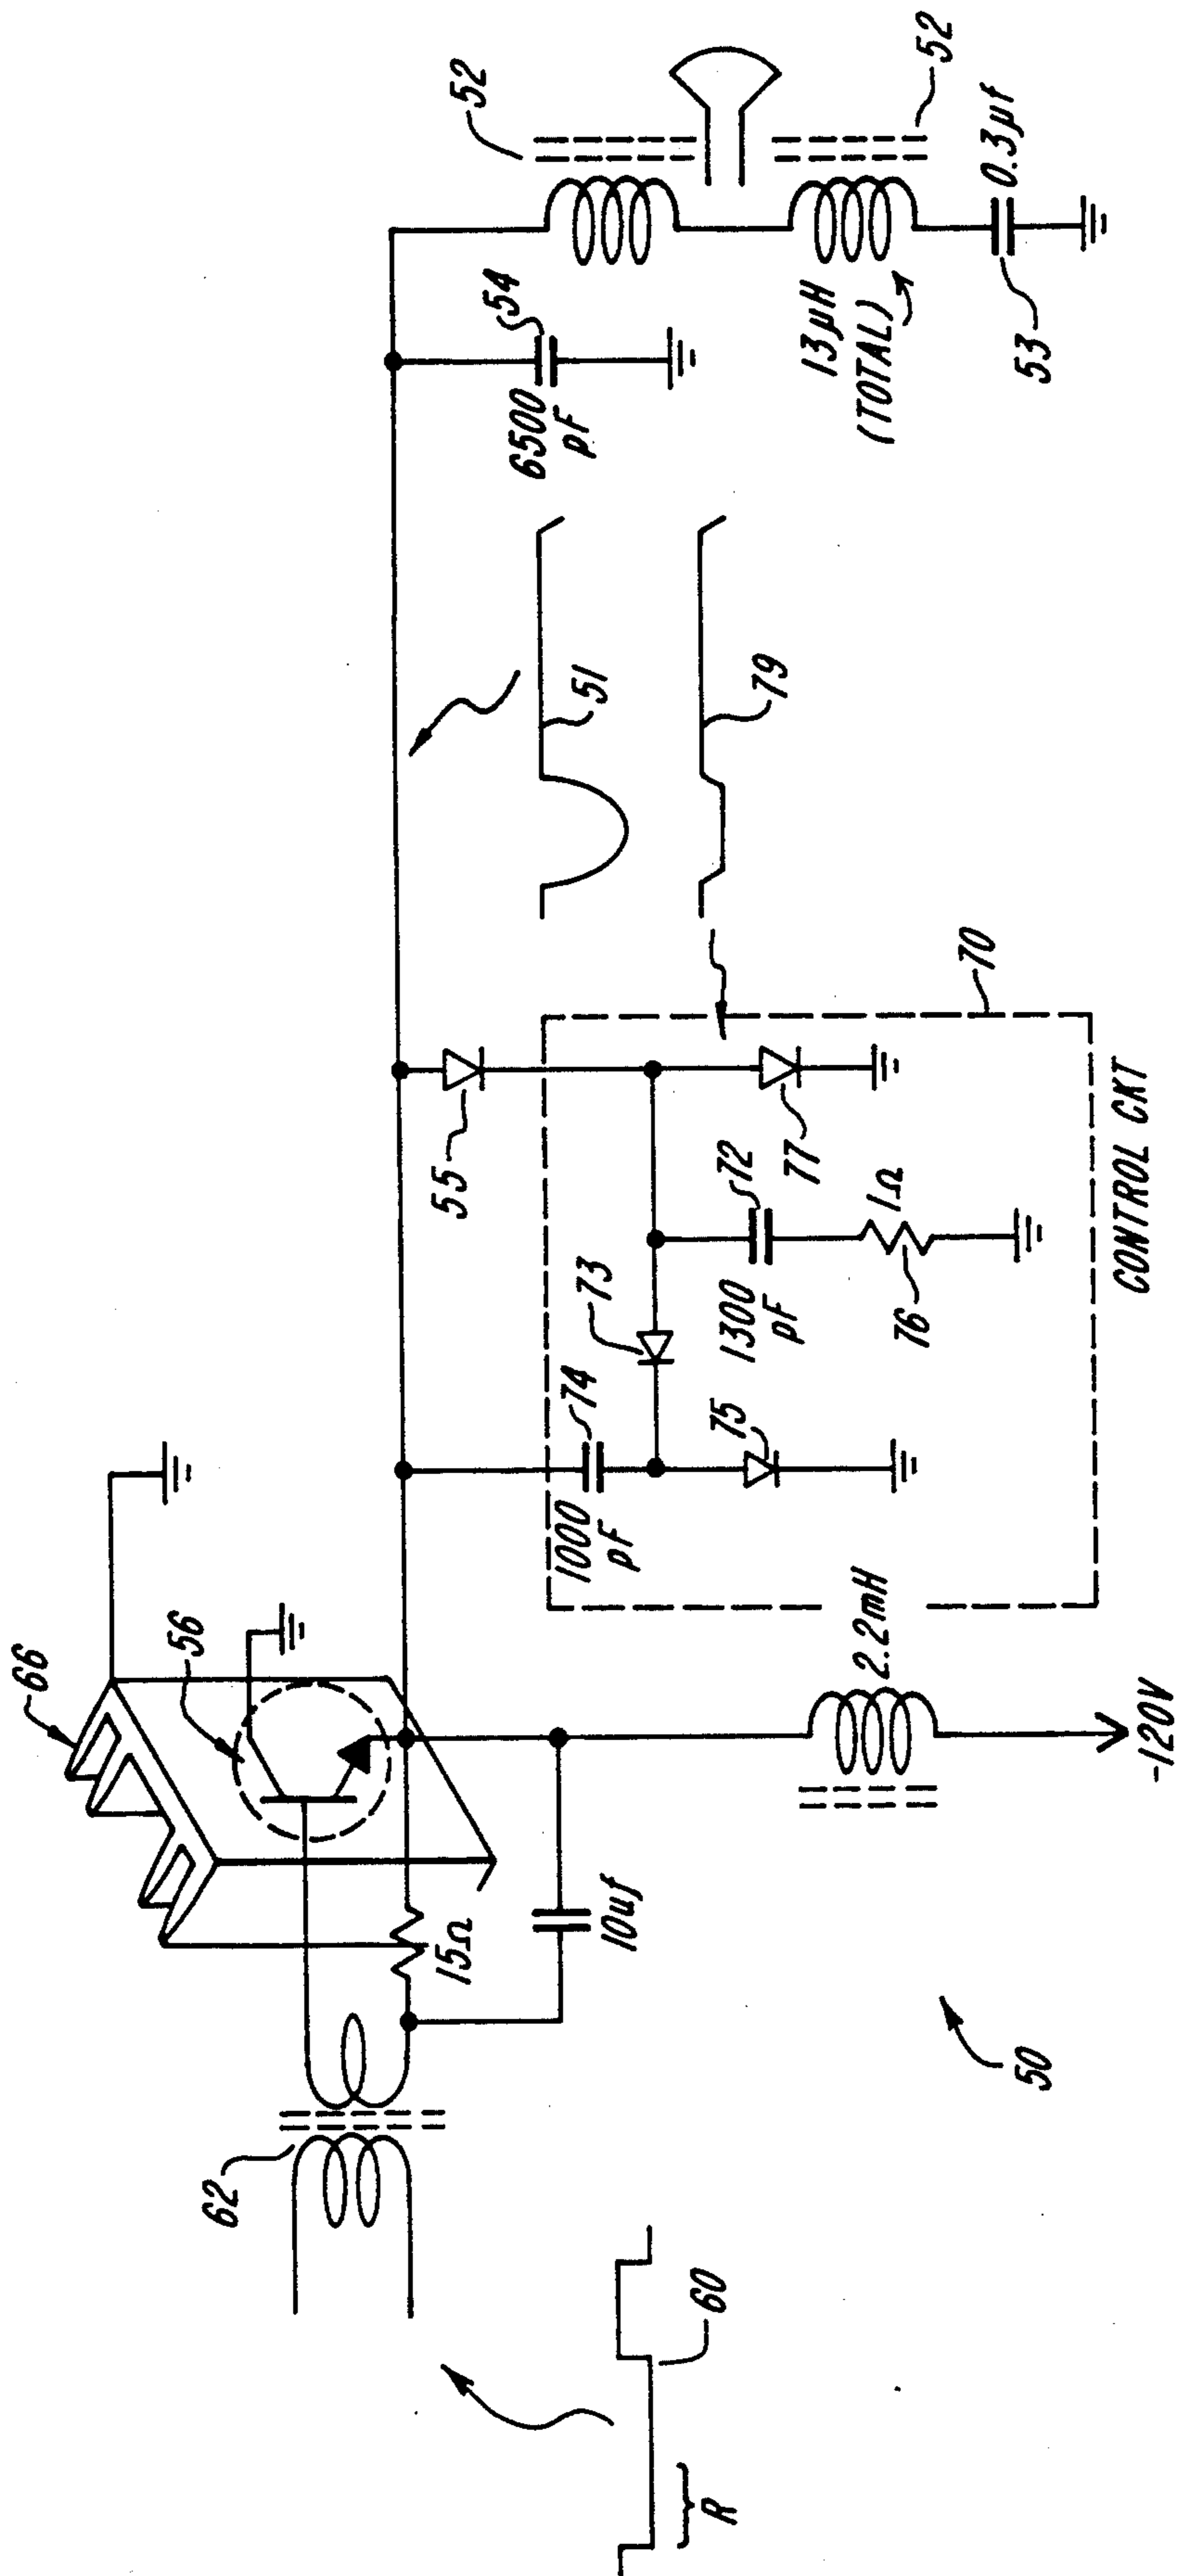 66
56
62
15Ω
10uf
2.2mH
-120V
50
60
R
1000
pF
74
73
75
55
1300
pF
72
1Ω
76
77
70
CONTROL CKT
51
79
6500
pF
54
52
52
13µH
(TOTAL)
0.3µf
53